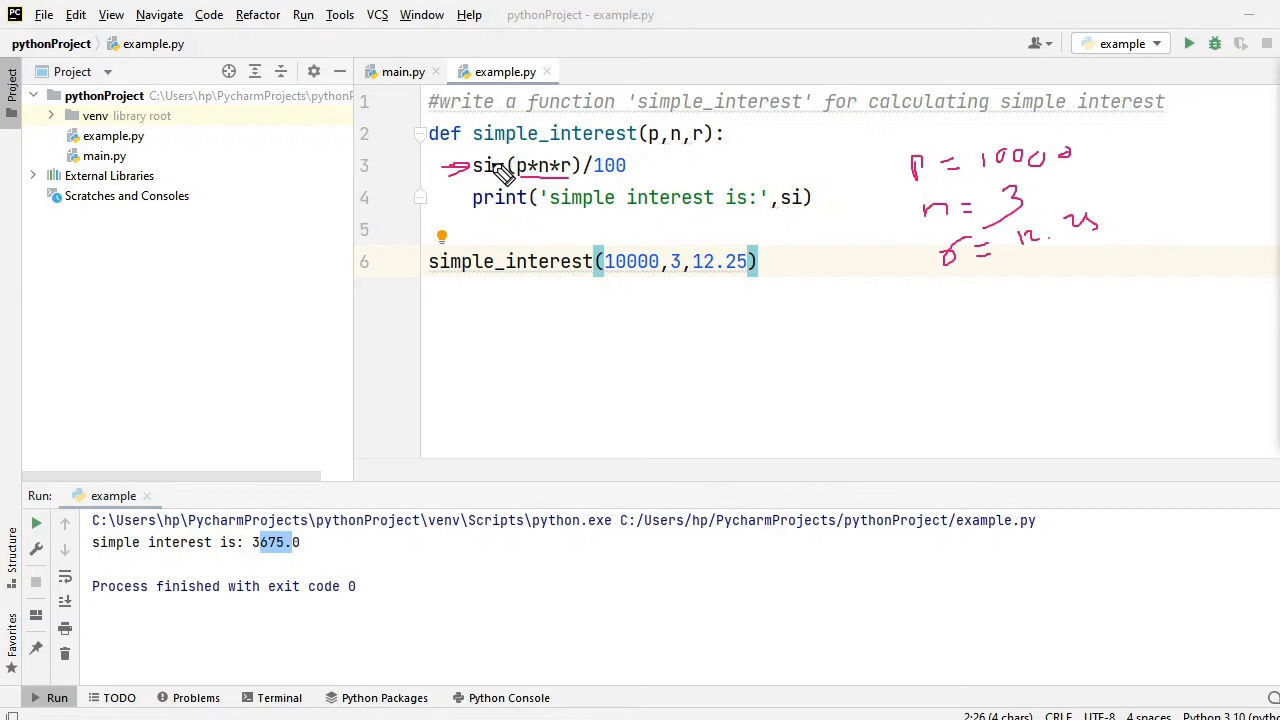 PC File Edit View Navigate Code Refactor Run Tools VCS Window Help pythonProject - example.py
pythonProject example.py example
Project Project main.py example.py
pythonProject C:\Users\hp\PycharmProjects\pythonP
venv library root
example.py
main.py
External Libraries
Scratches and Consoles
1 #write a function 'simple_interest' for calculating simple interest
2 def simple_interest(p,n,r):
3 si (p*n*r)/100
4 print('simple interest is:',si)
5
6 simple_interest(10000,3,12.25)
p = 10000
n = 3
r = 12.25
Run: example
C:\Users\hp\PycharmProjects\pythonProject\venv\Scripts\python.exe C:/Users/hp/PycharmProjects/pythonProject/example.py
simple interest is: 3675.0
Process finished with exit code 0
Structure
Favorites
Run TODO Problems Terminal Python Packages Python Console
2:26 (4 chars) CRLF UTF-8 4 spaces Python 3.10 (pyt